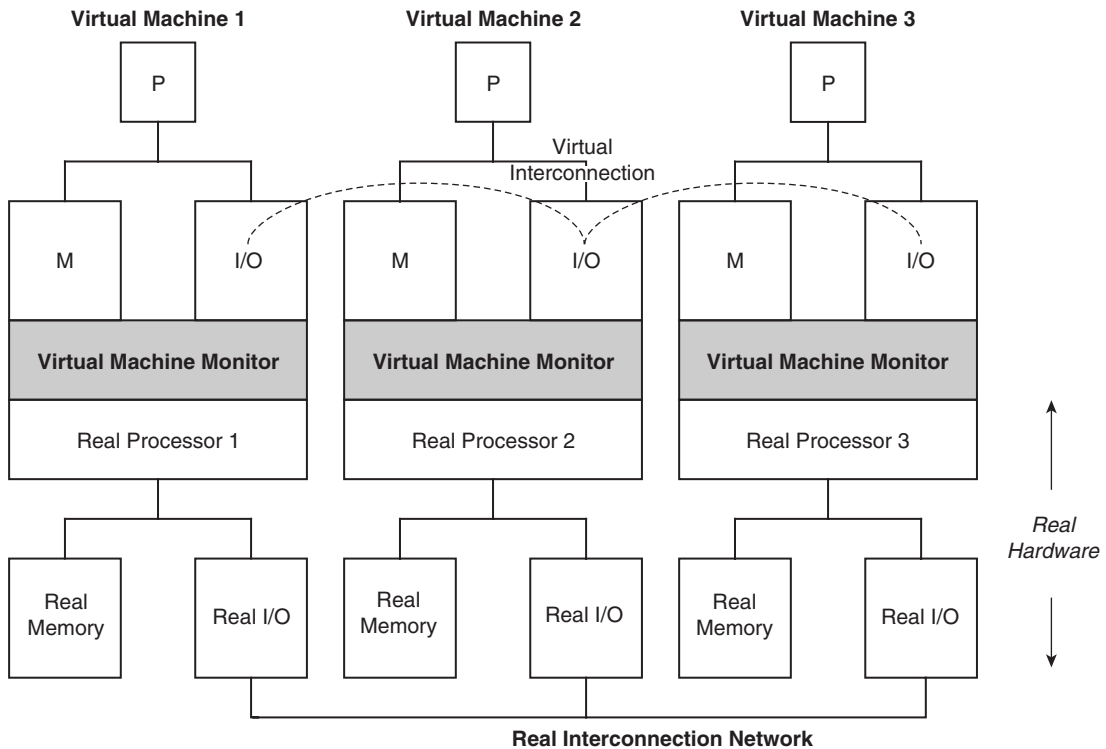 Virtual Machine 1
Virtual Machine 2
Virtual Machine 3
P
P
P
Virtual
Interconnection
M
I/O
M
I/O
M
I/O
Virtual Machine Monitor
Virtual Machine Monitor
Virtual Machine Monitor
Real Processor 1
Real Processor 2
Real Processor 3
Real
Hardware
Real
Memory
Real I/O
Real
Memory
Real I/O
Real
Memory
Real I/O
Real Interconnection Network